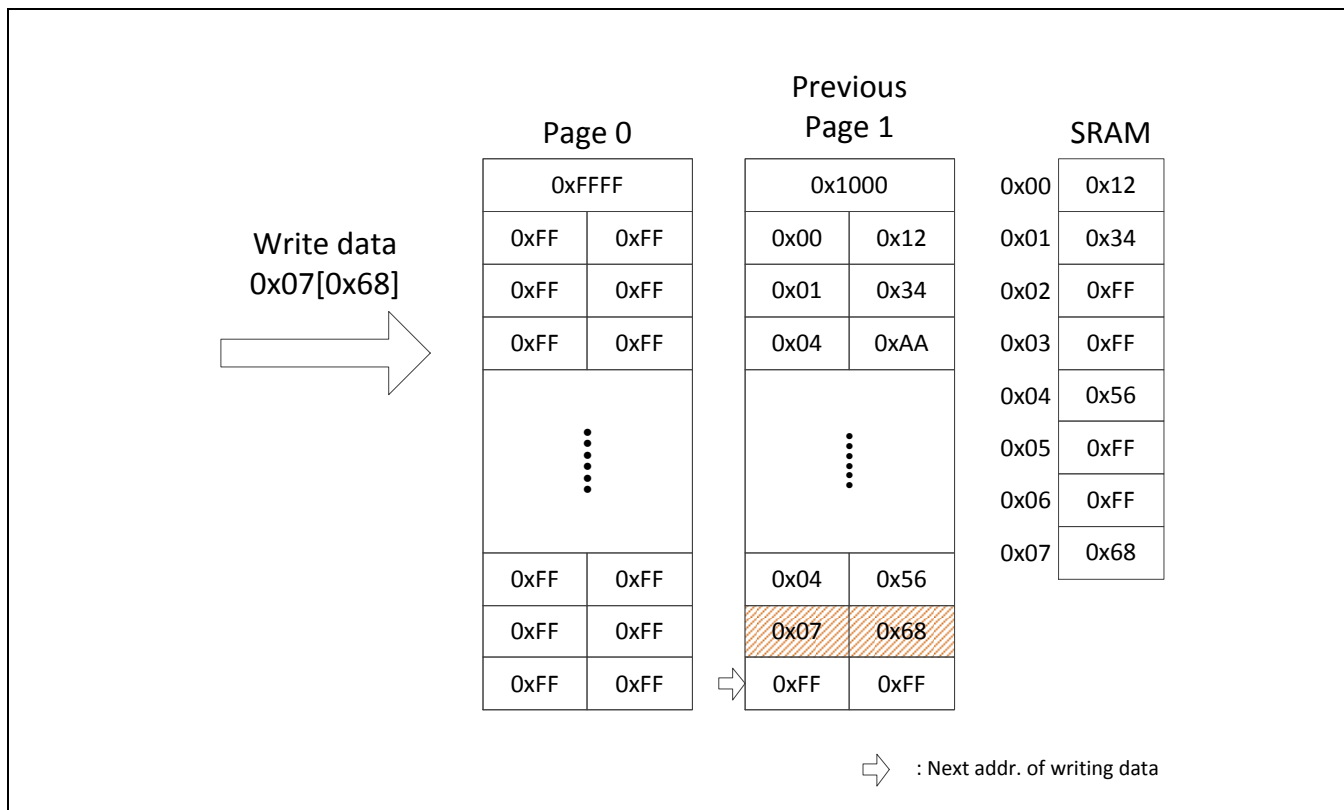 Write data
0x07[0x68]
Page 0
0xFFFF
0xFF 0xFF
0xFF 0xFF
0xFF 0xFF
0xFF 0xFF
0xFF 0xFF
0xFF 0xFF
Previous
Page 1
0x1000
0x00 0x12
0x01 0x34
0x04 0xAA
0x04 0x56
0x07 0x68
0xFF 0xFF
SRAM
0x00 0x12
0x01 0x34
0x02 0xFF
0x03 0xFF
0x04 0x56
0x05 0xFF
0x06 0xFF
0x07 0x68
: Next addr. of writing data